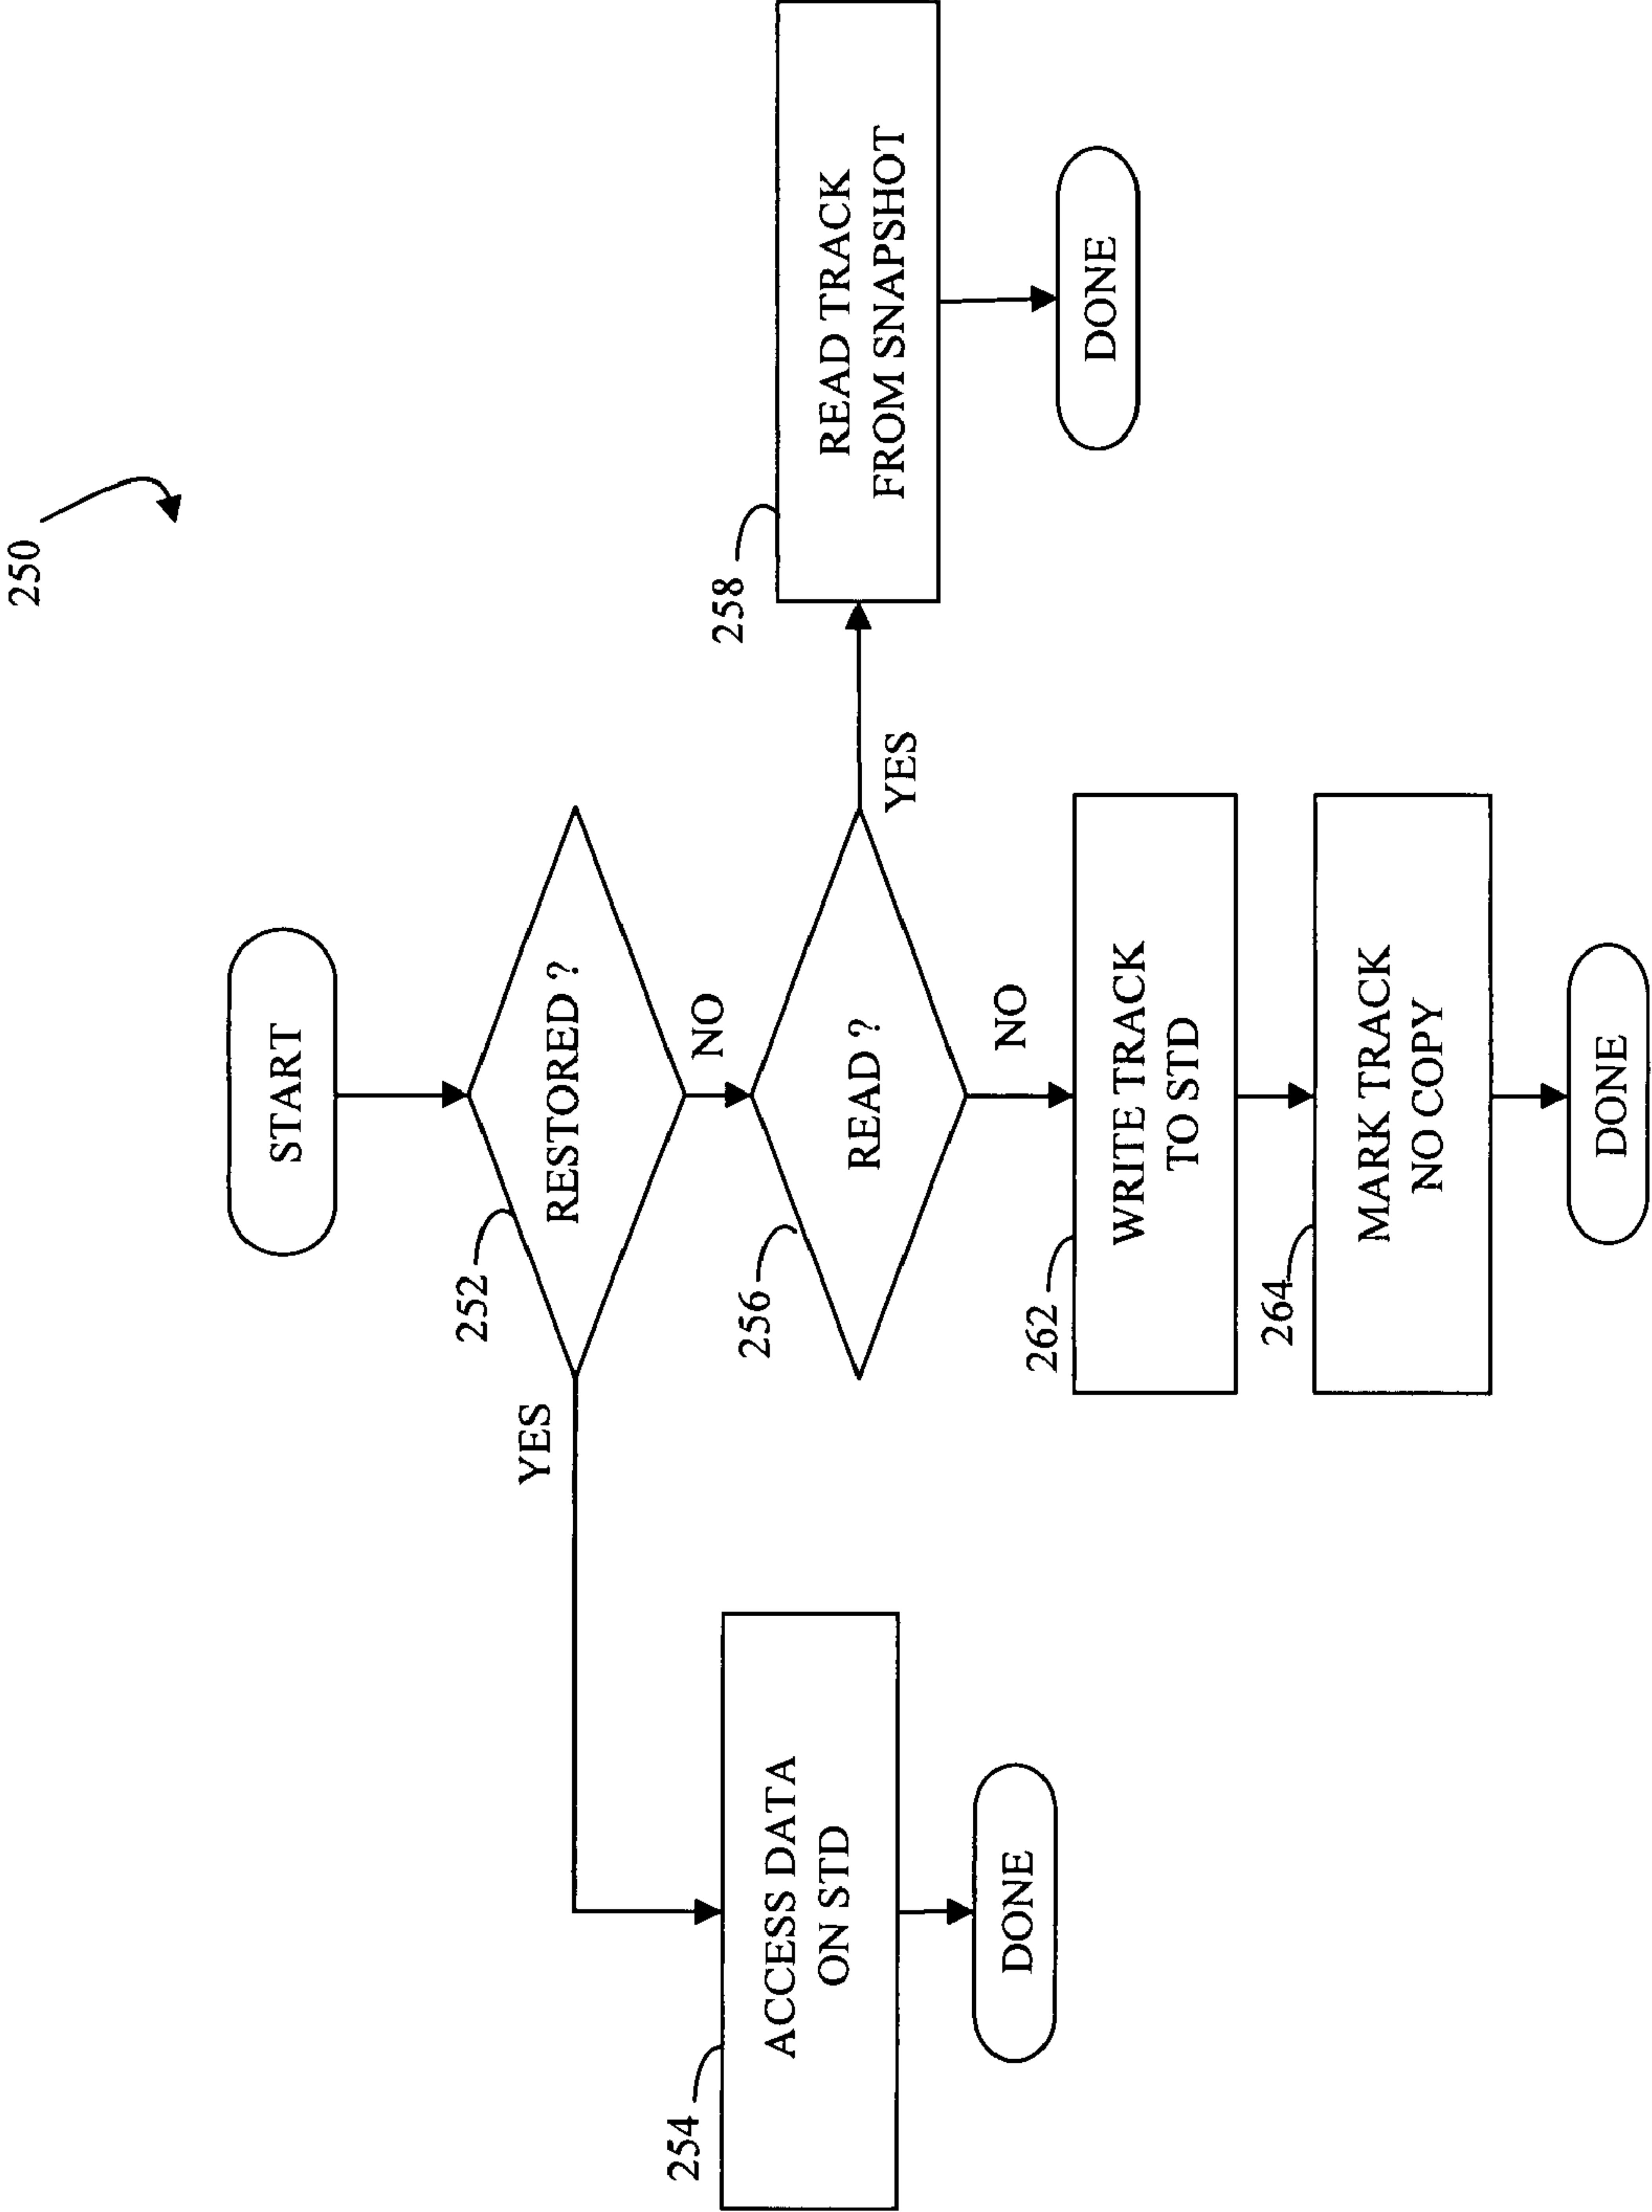 250
START
252
RESTORED ?
YES
NO
254
ACCESS DATA
ON STD
DONE
256
READ ?
YES
NO
258
READ TRACK
FROM SNAPSHOT
DONE
262
WRITE TRACK
TO STD
264
MARK TRACK
NO COPY
DONE